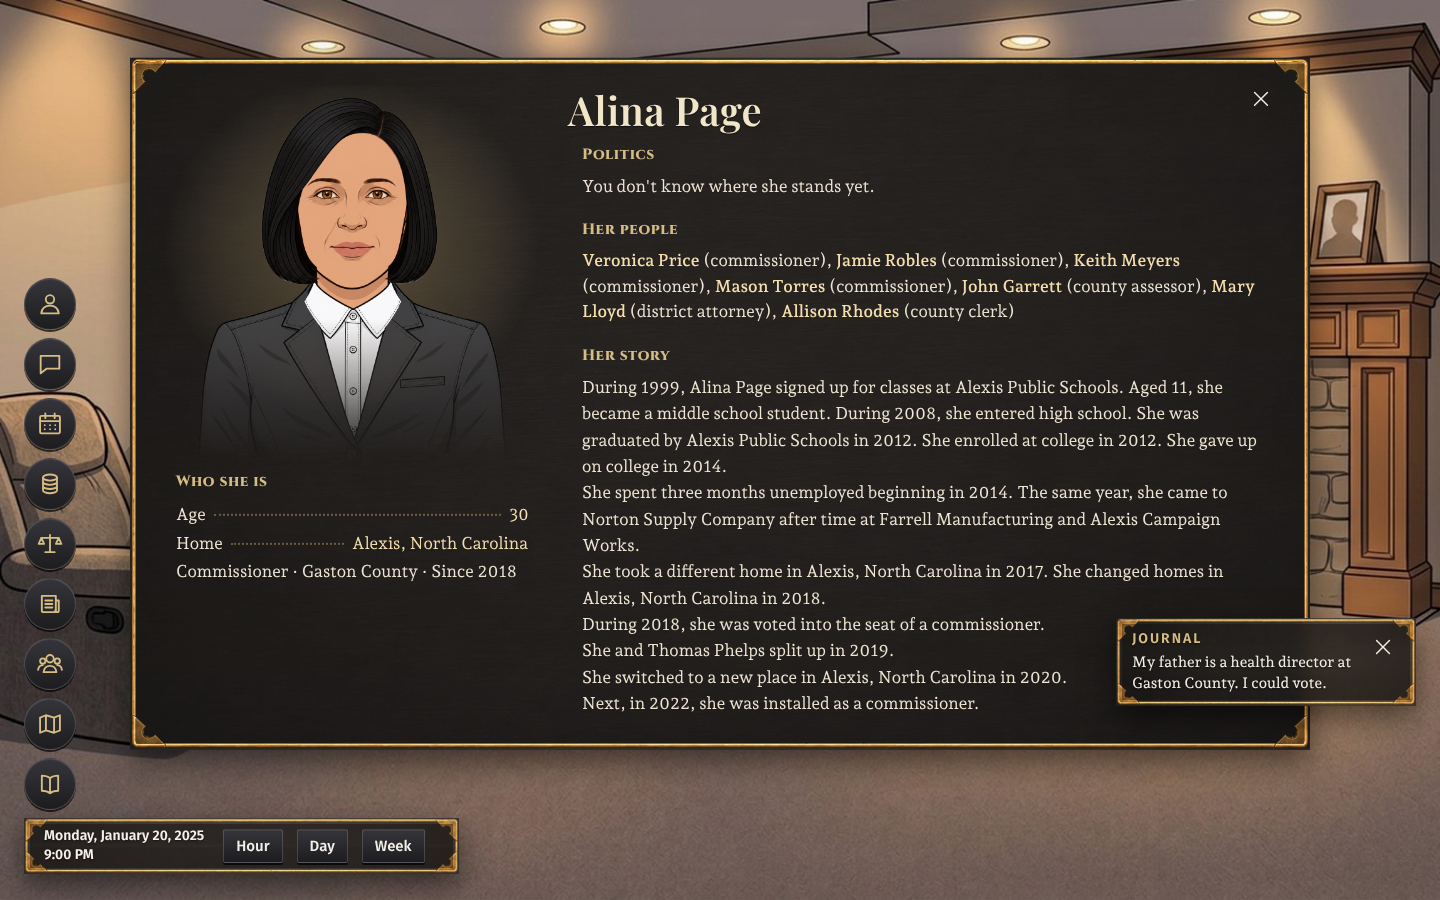 Alina Page
Politics
You don't know where she stands yet.
Her people
Veronica Price (commissioner), Jamie Robles (commissioner), Keith Meyers
(commissioner), Mason Torres (commissioner), John Garrett (county assessor), Mary
Lloyd (district attorney), Allison Rhodes (county clerk)
Her story
During 1999, Alina Page signed up for classes at Alexis Public Schools. Aged 11, she
became a middle school student. During 2008, she entered high school. She was
graduated by Alexis Public Schools in 2012. She enrolled at college in 2012. She gave up
on college in 2014.
She spent three months unemployed beginning in 2014. The same year, she came to
Norton Supply Company after time at Farrell Manufacturing and Alexis Campaign
Works.
She took a different home in Alexis, North Carolina in 2017. She changed homes in
Alexis, North Carolina in 2018.
During 2018, she was voted into the seat of a commissioner.
She and Thomas Phelps split up in 2019.
She switched to a new place in Alexis, North Carolina in 2020.
Next, in 2022, she was installed as a commissioner.
Who she is
Age 30
Home Alexis, North Carolina
Commissioner · Gaston County · Since 2018
JOURNAL
My father is a health director at
Gaston County. I could vote.
Monday, January 20, 2025
9:00 PM
Hour
Day
Week